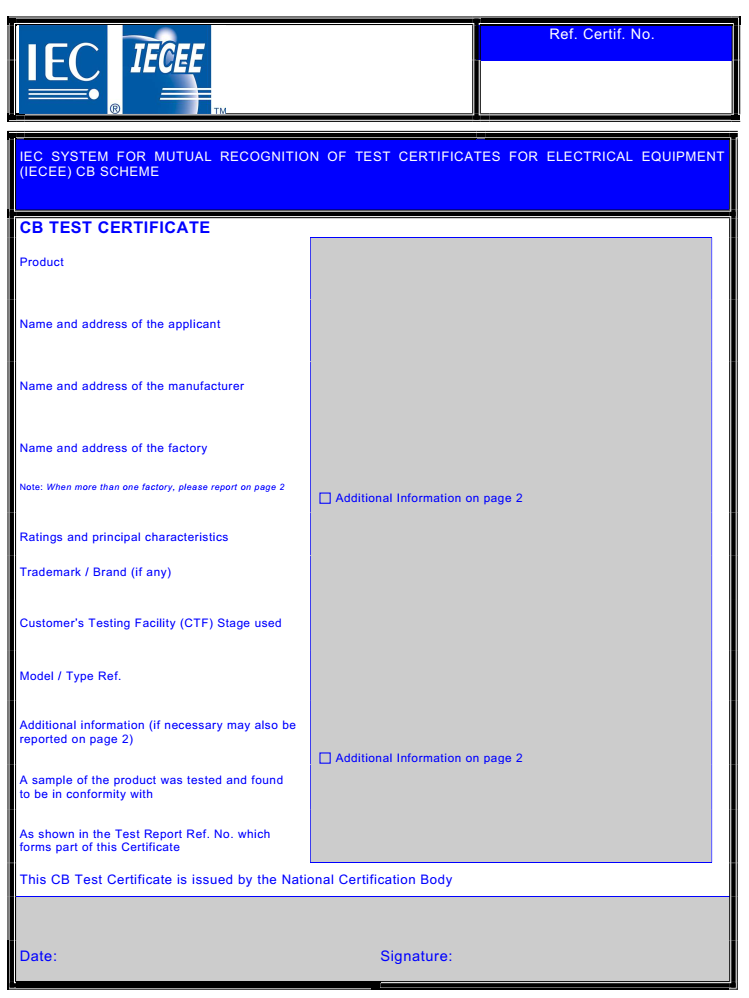 IEC
®
IECEE
TM
Ref. Certif. No.
IEC SYSTEM FOR MUTUAL RECOGNITION OF TEST CERTIFICATES FOR ELECTRICAL EQUIPMENT
(IECEE) CB SCHEME
CB TEST CERTIFICATE
Product
Name and address of the applicant
Name and address of the manufacturer
Name and address of the factory
Note: When more than one factory, please report on page 2
☐ Additional Information on page 2
Ratings and principal characteristics
Trademark / Brand (if any)
Customer's Testing Facility (CTF) Stage used
Model / Type Ref.
Additional information (if necessary may also be
reported on page 2)
☐ Additional Information on page 2
A sample of the product was tested and found
to be in conformity with
As shown in the Test Report Ref. No. which
forms part of this Certificate
This CB Test Certificate is issued by the National Certification Body
Date:
Signature: